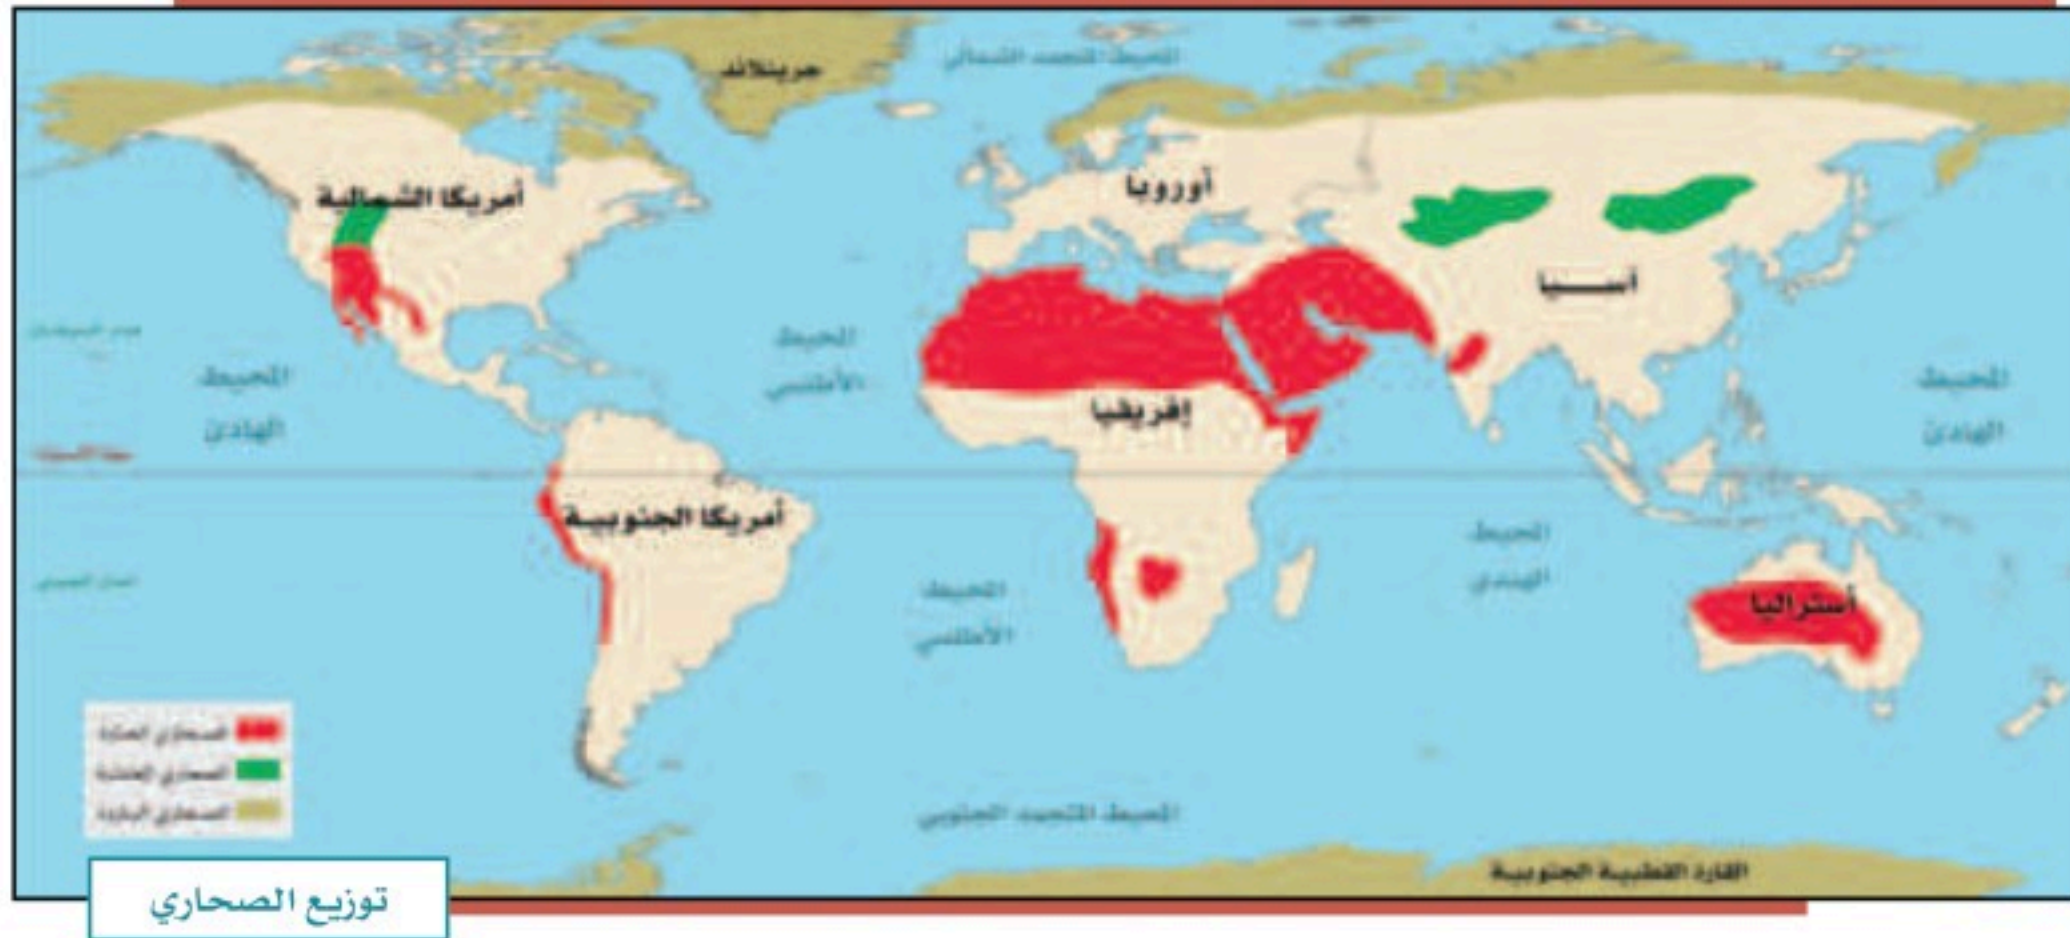 المحيط المتجمد الشمالي
جرينلاند
أمريكا الشمالية
أوروبا
آسيا
المحيط
الهادئ
المحيط
الأطلسي
إفريقيا
المحيط
الهادئ
أمريكا الجنوبية
المحيط
الهندي
المحيط
الأطلسي
أستراليا
الصحاري الحارة
الصحاري
الصحاري الباردة
المحيط المتجمد الجنوبي
القارة القطبية الجنوبية
توزيع الصحاري